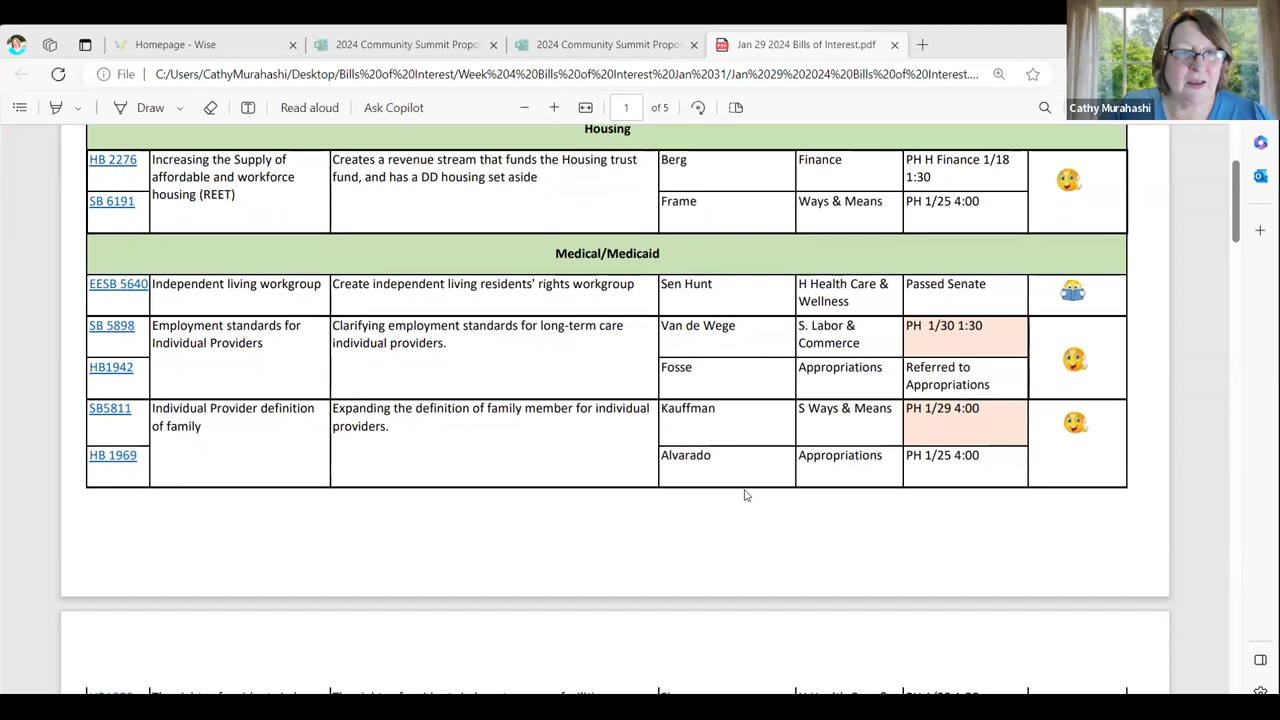 Homepage - Wise
2024 Community Summit Propo
2024 Community Summit Propo
Jan 29 2024 Bills of Interest.pdf
File
C:/Users/CathyMurahashi/Desktop/Bills%20of%20Interest/Week%204%20Bills%20of%20Interest%20Jan%2031/Jan%2029%202024%20Bills%20of%20Interest....
Draw
Read aloud
Ask Copilot
1
of 5
Cathy Murahashi
Housing
HB 2276
Increasing the Supply of
affordable and workforce
housing (REET)
Creates a revenue stream that funds the Housing trust
fund, and has a DD housing set aside
Berg
Finance
PH H Finance 1/18
1:30
SB 6191
Frame
Ways & Means
PH 1/25 4:00
Medical/Medicaid
EESB 5640
Independent living workgroup
Create independent living residents' rights workgroup
Sen Hunt
H Health Care &
Wellness
Passed Senate
SB 5898
Employment standards for
Individual Providers
Clarifying employment standards for long-term care
individual providers.
Van de Wege
S. Labor &
Commerce
PH 1/30 1:30
HB1942
Fosse
Appropriations
Referred to
Appropriations
SB5811
Individual Provider definition
of family
Expanding the definition of family member for individual
providers.
Kauffman
S Ways & Means
PH 1/29 4:00
HB 1969
Alvarado
Appropriations
PH 1/25 4:00